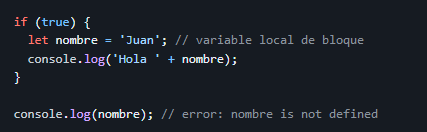 if (true) {
  let nombre = 'Juan'; // variable local de bloque
  console.log('Hola ' + nombre);
}

console.log(nombre); // error: nombre is not defined